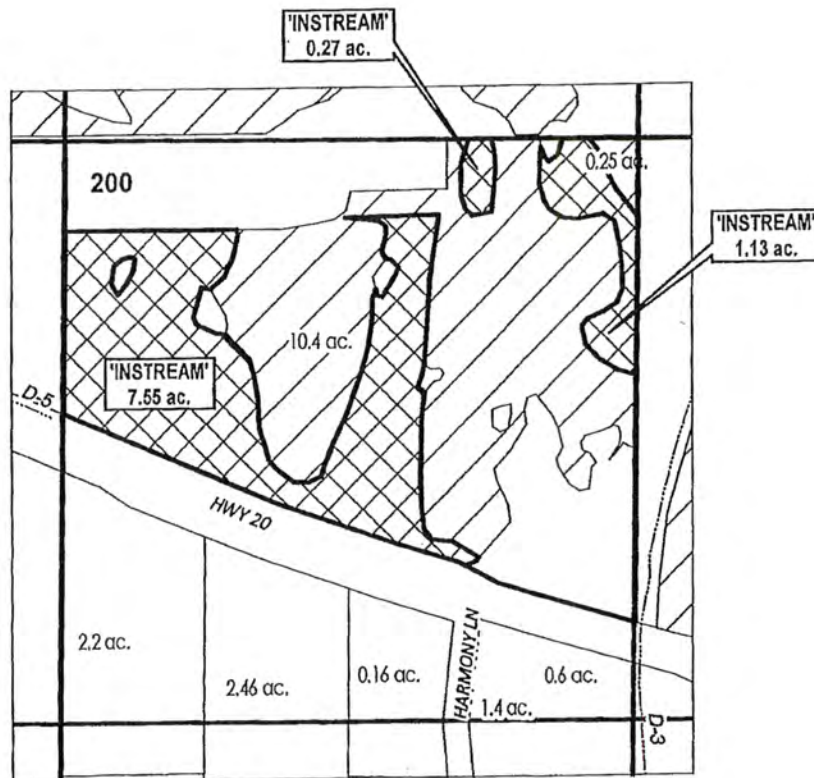 'INSTREAM'
0.27 ac.
0.25 ac.
200
'INSTREAM'
1.13 ac.
10.4 ac.
'INSTREAM'
7.55 ac.
D-5
HWY 20
2.2 ac.
2.46 ac.
0.16 ac.
HARMONY LN
0.6 ac.
1.4 ac.
D-3